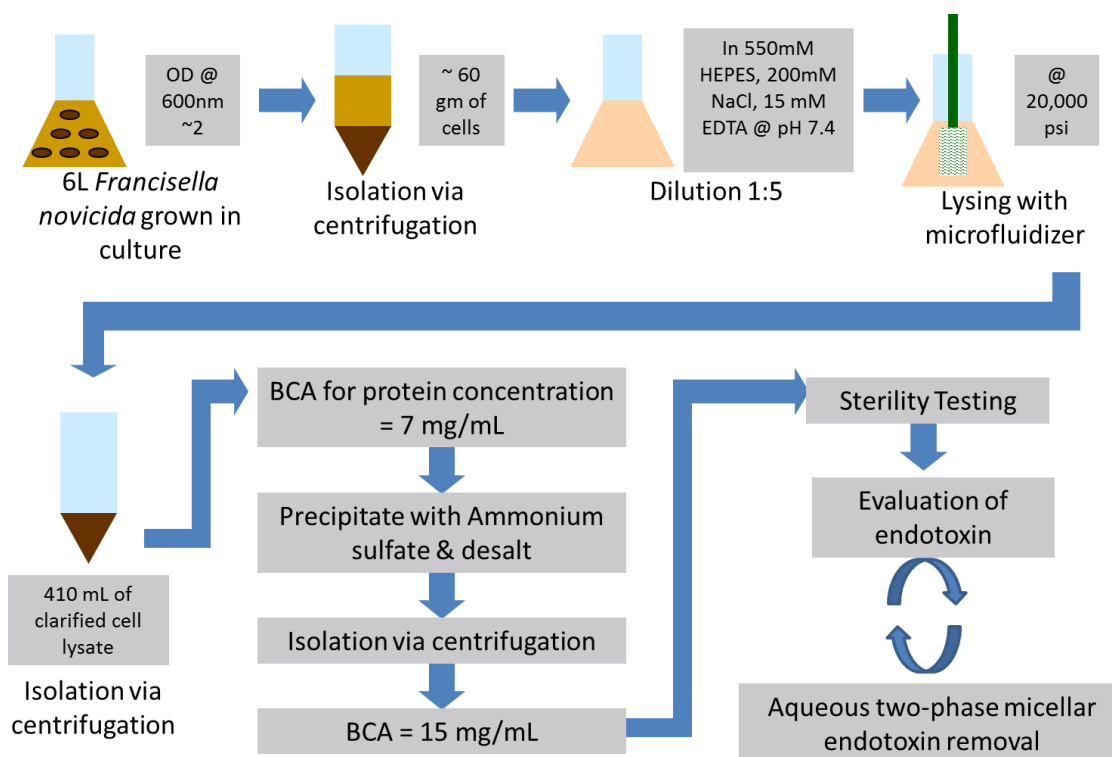 OD @
600nm
~2
6L Francisella
novicida grown in
culture
~ 60
gm of
cells
Isolation via
centrifugation
In 550mM
HEPES, 200mM
NaCl, 15 mM
EDTA @ pH 7.4
Dilution 1:5
@
20,000
psi
Lysing with
microfluidizer
410 mL of
clarified cell
lysate
Isolation via
centrifugation
BCA for protein concentration
= 7 mg/mL
Precipitate with Ammonium
sulfate & desalt
Isolation via centrifugation
BCA = 15 mg/mL
Sterility Testing
Evaluation of
endotoxin
Aqueous two-phase micellar
endotoxin removal